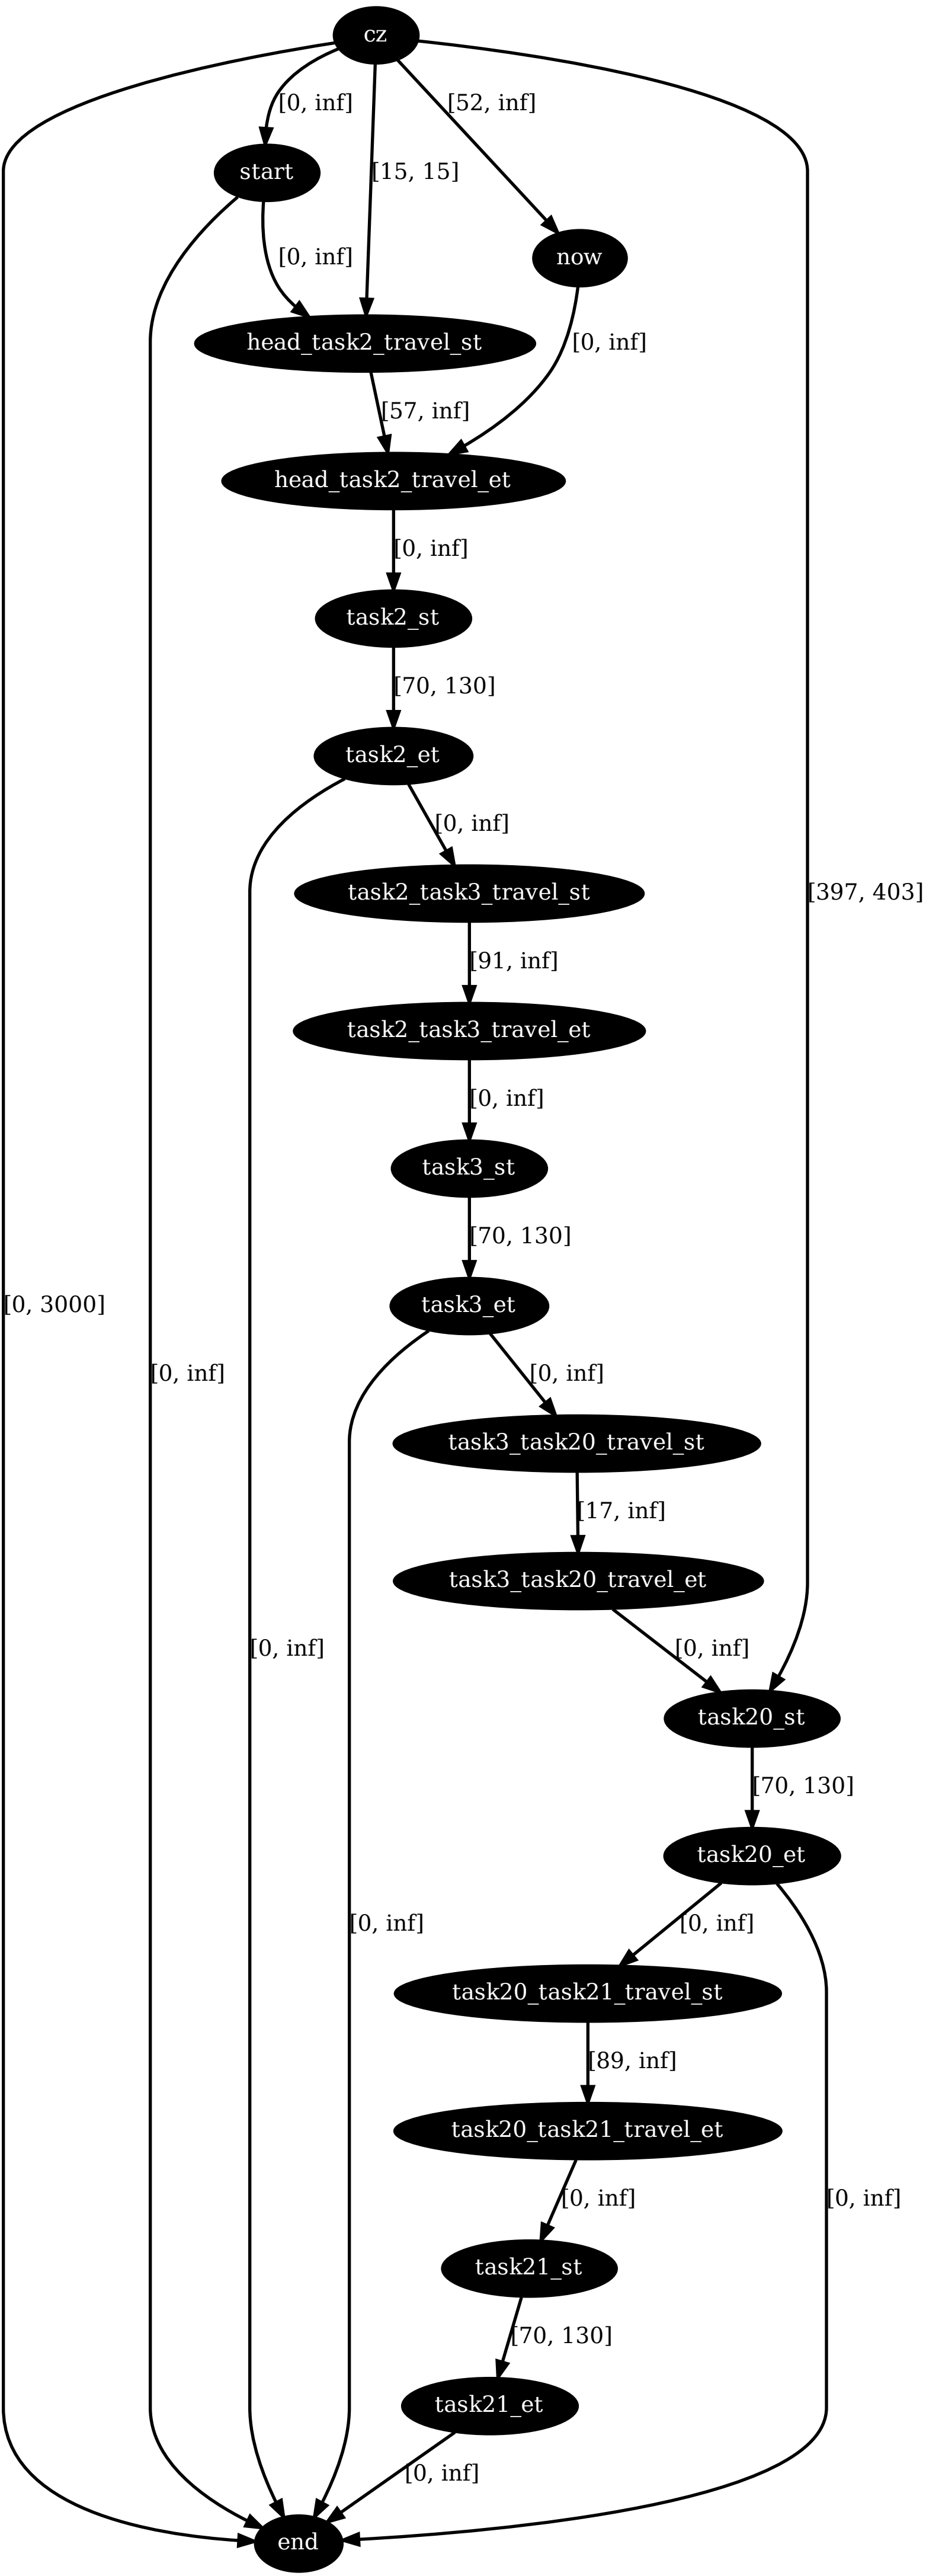 cz
[0, inf]
[52, inf]
[15, 15]
start
now
[0, inf]
head_task2_travel_st
[0, inf]
[57, inf]
head_task2_travel_et
[0, inf]
task2_st
[70, 130]
task2_et
[0, inf]
task2_task3_travel_st
[397, 403]
[91, inf]
task2_task3_travel_et
[0, inf]
task3_st
[70, 130]
task3_et
[0, 3000]
[0, inf]
[0, inf]
task3_task20_travel_st
[17, inf]
task3_task20_travel_et
[0, inf]
[0, inf]
task20_st
[70, 130]
task20_et
[0, inf]
[0, inf]
task20_task21_travel_st
[89, inf]
task20_task21_travel_et
[0, inf]
[0, inf]
task21_st
[70, 130]
task21_et
[0, inf]
end